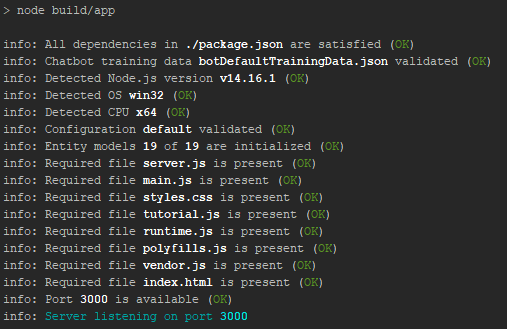 > node build/app
info: All dependencies in ./package.json are satisfied (OK)
info: Chatbot training data botDefaultTrainingData.json validated (OK)
info: Detected Node.js version v14.16.1 (OK)
info: Detected OS win32 (OK)
info: Detected CPU x64 (OK)
info: Configuration default validated (OK)
info: Entity models 19 of 19 are initialized (OK)
info: Required file server.js is present (OK)
info: Required file main.js is present (OK)
info: Required file styles.css is present (OK)
info: Required file tutorial.js is present (OK)
info: Required file runtime.js is present (OK)
info: Required file polyfills.js is present (OK)
info: Required file vendor.js is present (OK)
info: Required file index.html is present (OK)
info: Port 3000 is available (OK)
info: Server listening on port 3000